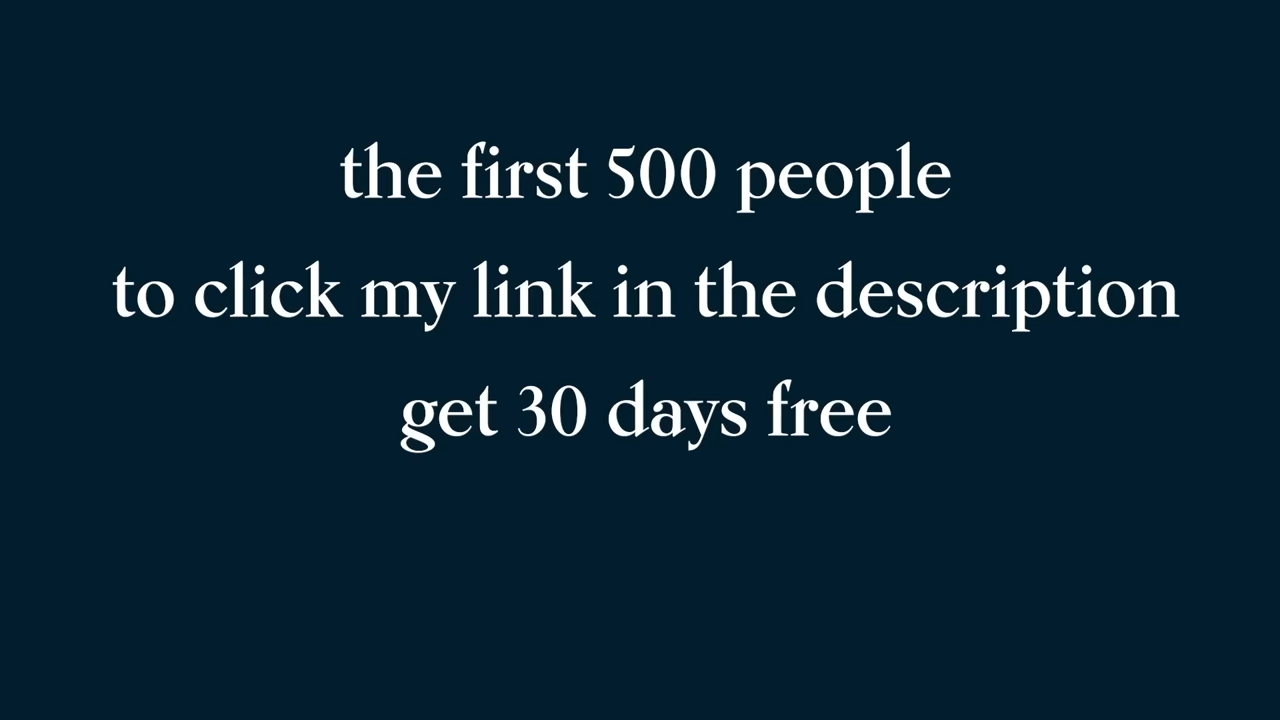 the first 500 people
to click my link in the description
get 30 days free